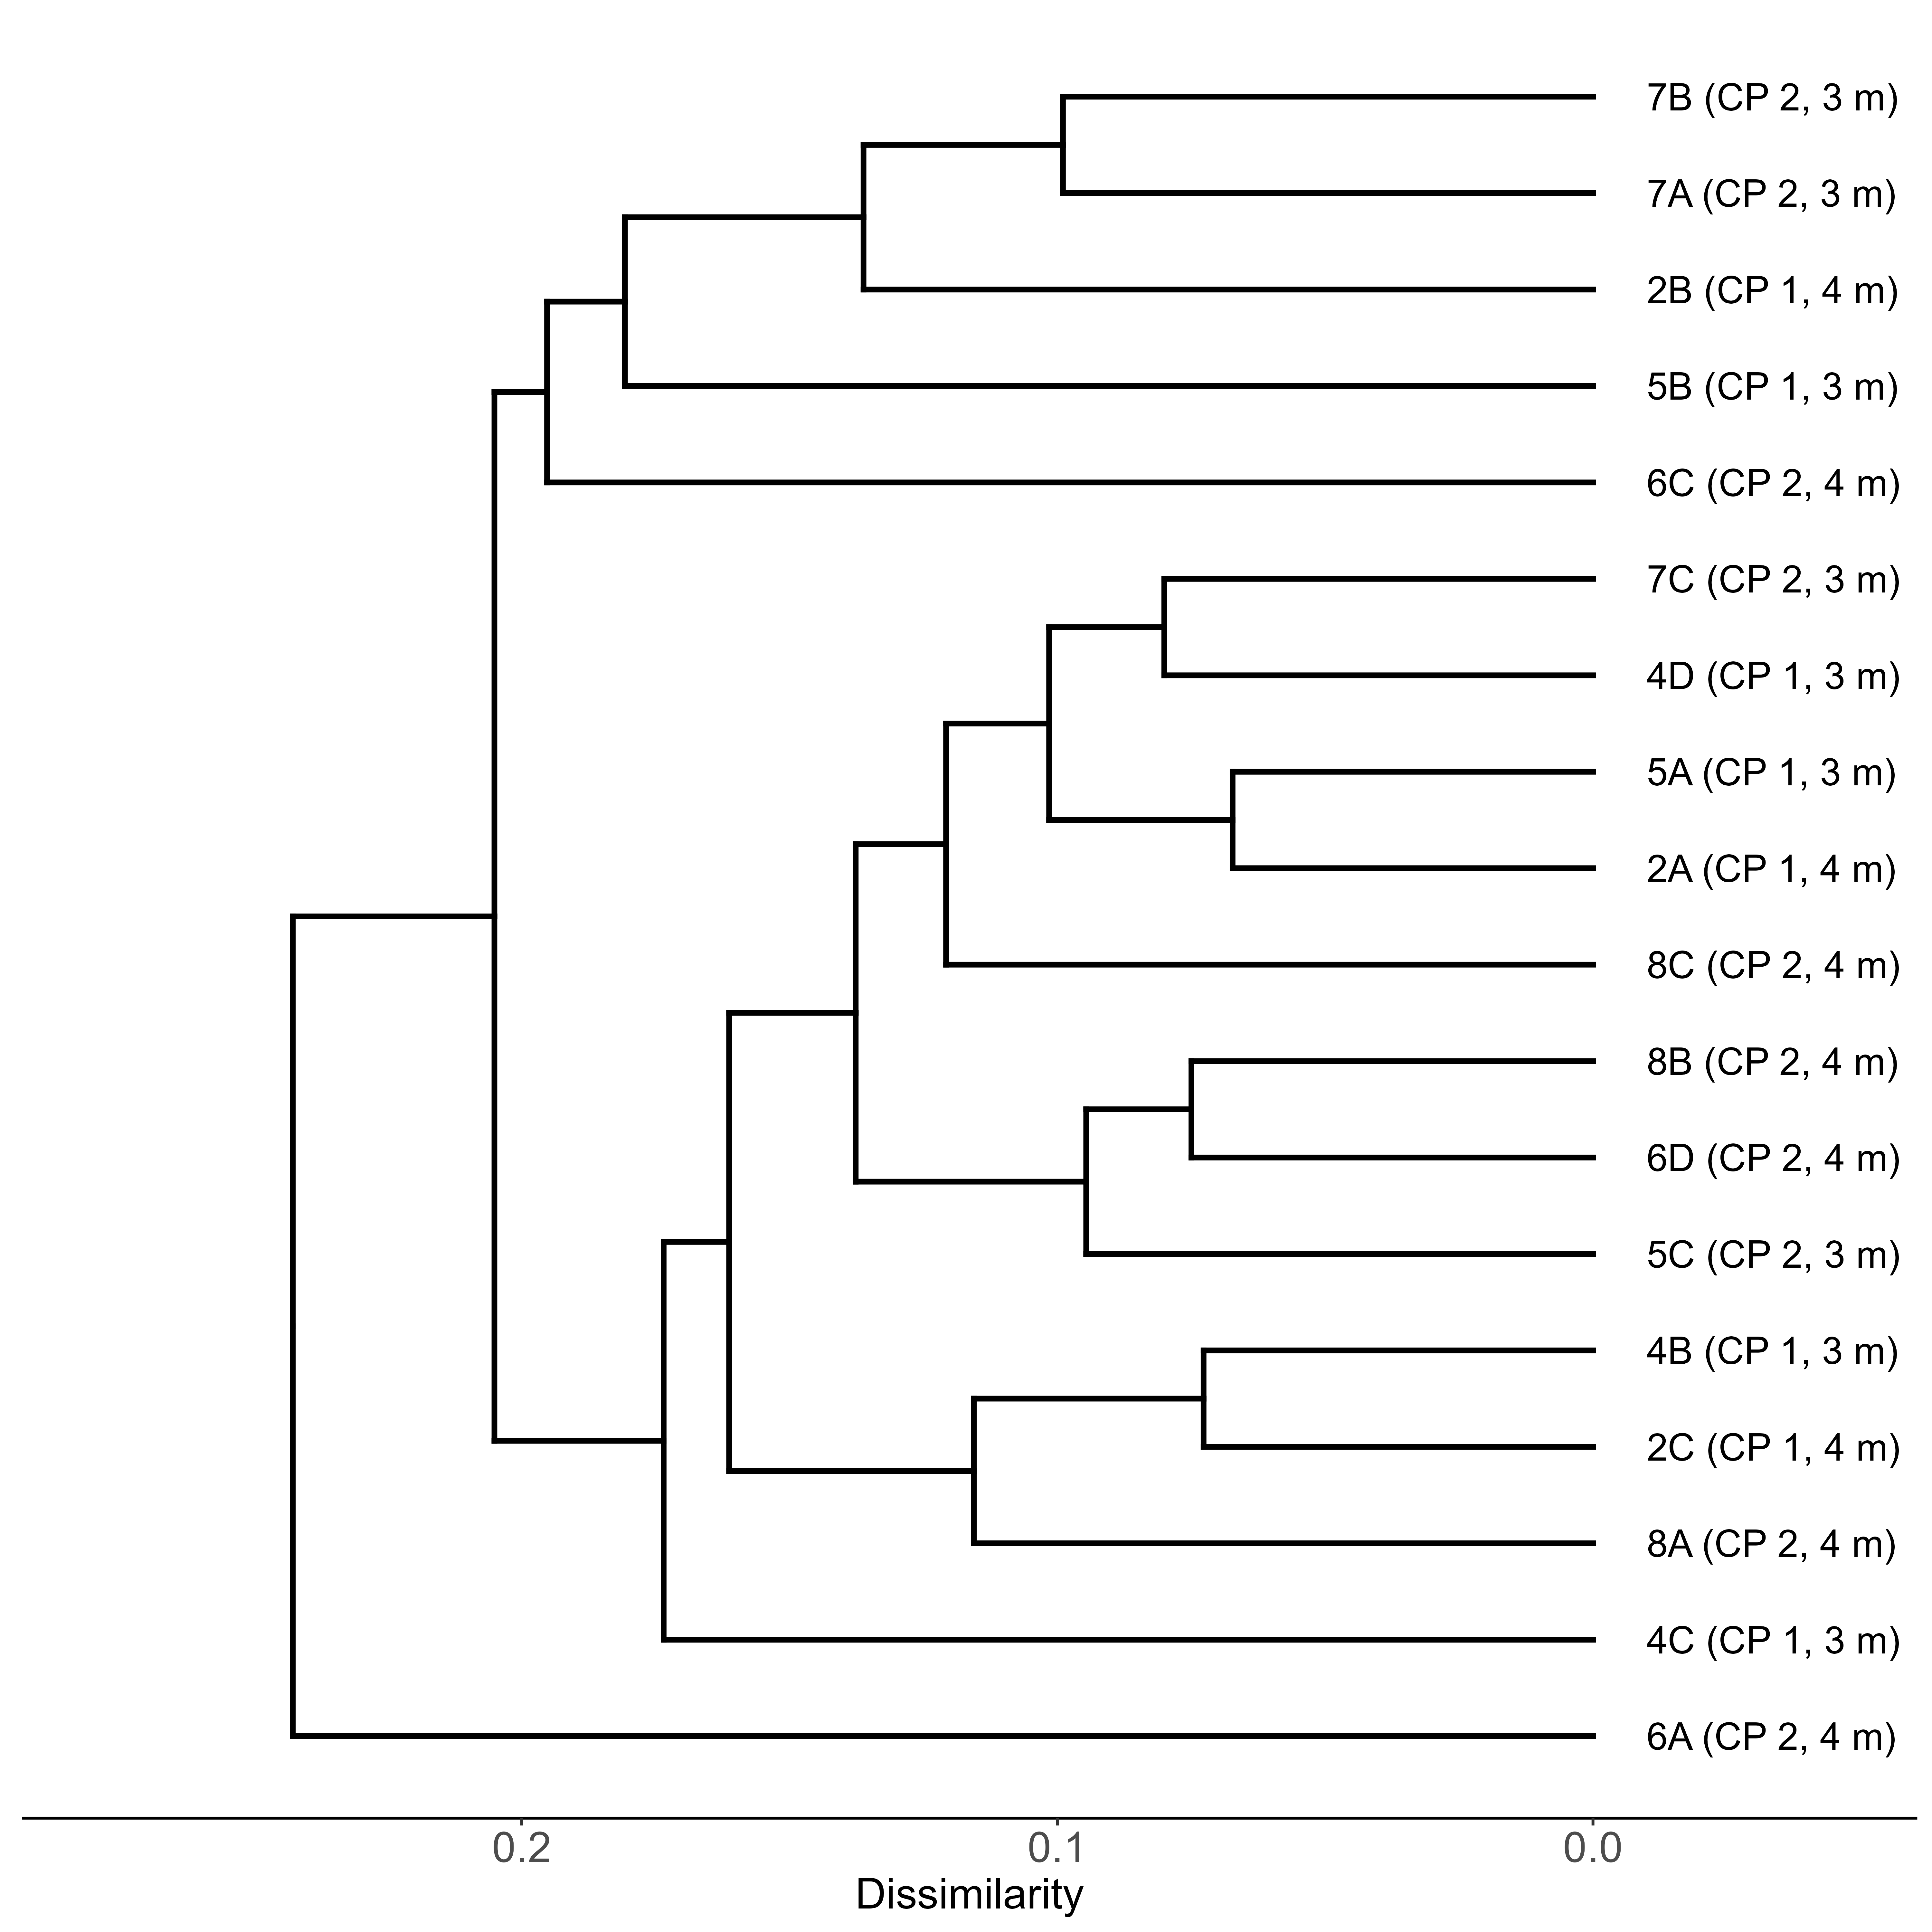 7B (CP 2, 3 m)
7A (CP 2, 3 m)
2B (CP 1, 4 m)
5B (CP 1, 3 m)
6C (CP 2, 4 m)
7C (CP 2, 3 m)
4D (CP 1, 3 m)
5A (CP 1, 3 m)
2A (CP 1, 4 m)
8C (CP 2, 4 m)
8B (CP 2, 4 m)
6D (CP 2, 4 m)
5C (CP 2, 3 m)
4B (CP 1, 3 m)
2C (CP 1, 4 m)
8A (CP 2, 4 m)
4C (CP 1, 3 m)
6A (CP 2, 4 m)
0.2 0.1 0.0
Dissimilarity